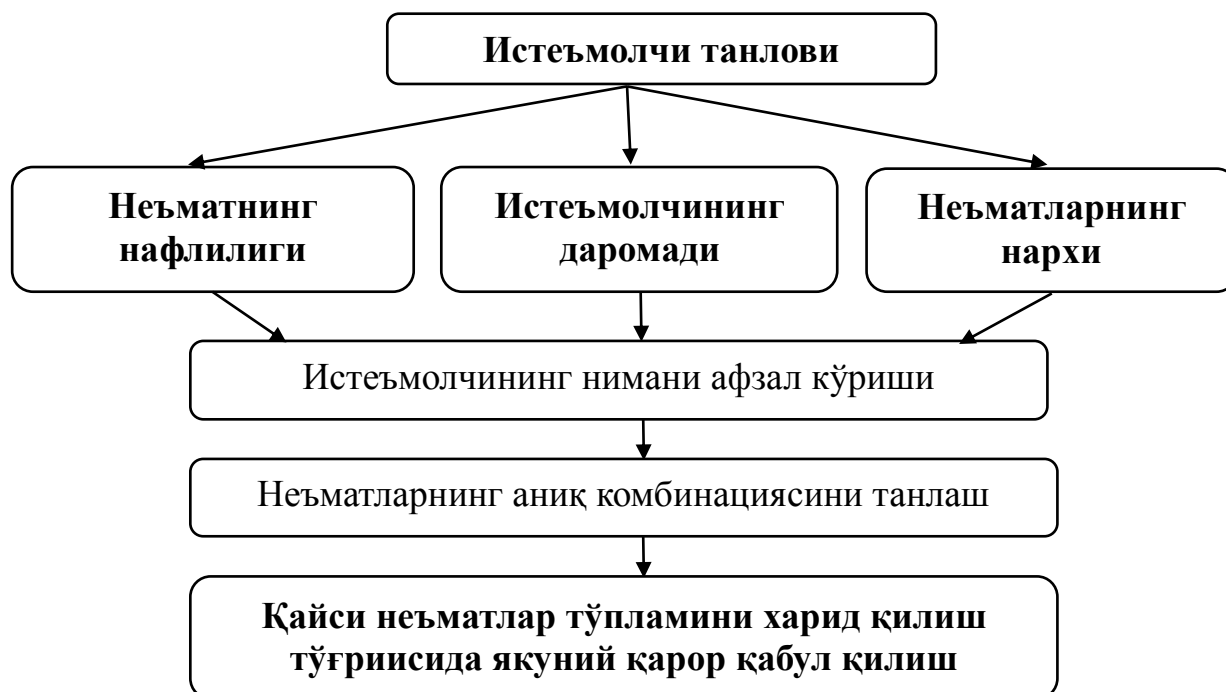 Истеъмолчи танлови
Неъматнинг
нафлилиги
Истеъмолчининг
даромади
Неъматларнинг
нархи
Истеъмолчининг нимани афзал кўриши
Неъматларнинг аниқ комбинациясини танлаш
Қайси неъматлар тўпламини харид қилиш
тўғриисида якуний қарор қабул қилиш